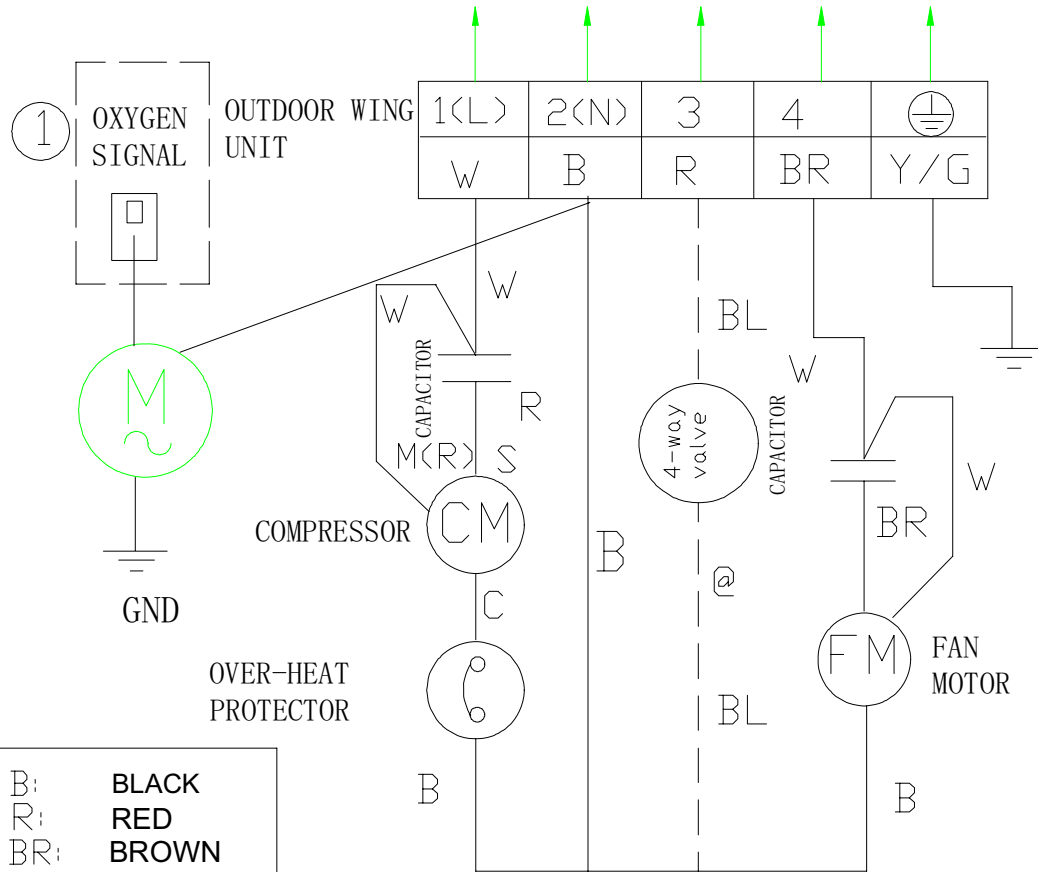 1
OXYGEN
SIGNAL
OUTDOOR WING
UNIT
1(L) 2(N) 3 4
W B R BR Y/G
W
W
BL
W
CAPACITOR
R
M(R) S
4-way
valve
CAPACITOR
W
BR
M
COMPRESSOR
CM
B
@
GND
C
OVER-HEAT
PROTECTOR
FM
FAN
MOTOR
BL
B
B
B: BLACK
R: RED
BR: BROWN